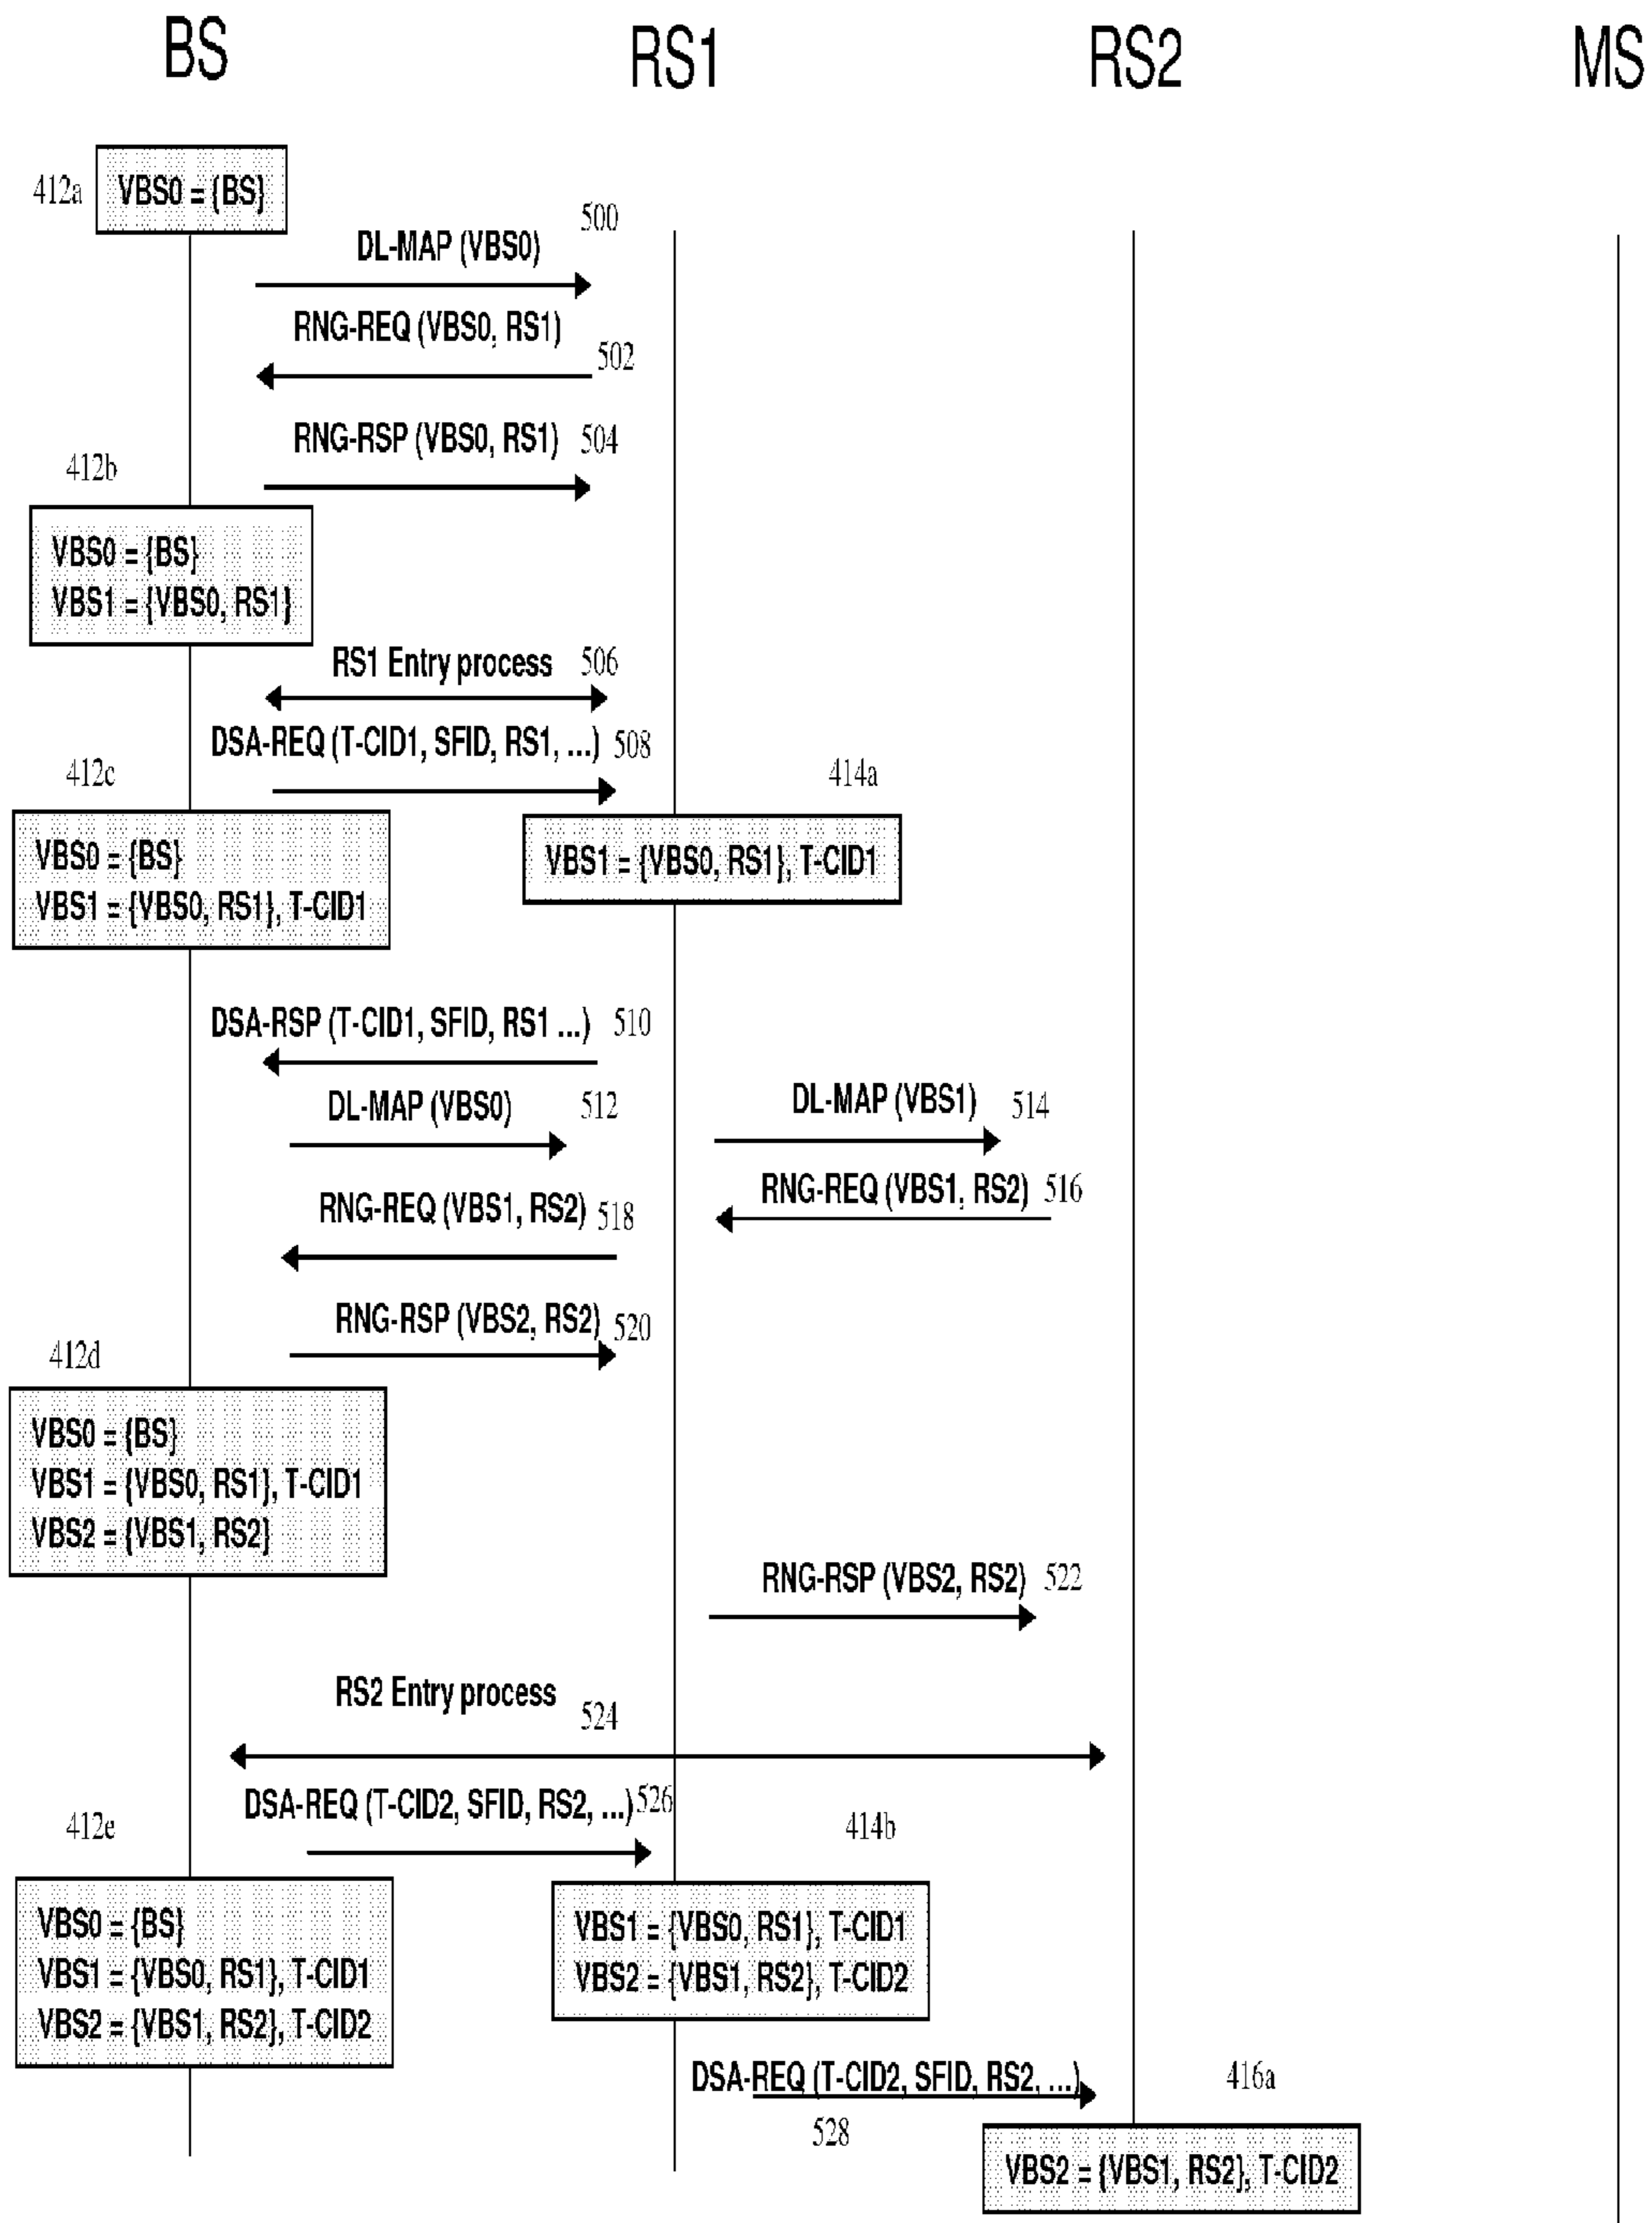 BS
RS1
RS2
MS
412a
VBS0 = {BS}
500
DL-MAP (VBS0)
RNG-REQ (VBS0, RS1)
502
RNG-RSP (VBS0, RS1)
504
412b
VBS0 = {BS}
VBS1 = {VBS0, RS1}
RS1 Entry process
506
DSA-REQ (T-CID1, SFID, RS1, ...)
508
412c
414a
VBS0 = {BS}
VBS1 = {VBS0, RS1}, T-CID1
VBS1 = {VBS0, RS1}, T-CID1
DSA-RSP (T-CID1, SFID, RS1 ...)
510
DL-MAP (VBS0)
512
DL-MAP (VBS1)
514
RNG-REQ (VBS1, RS2)
516
RNG-REQ (VBS1, RS2)
518
RNG-RSP (VBS2, RS2)
520
412d
VBS0 = {BS}
VBS1 = {VBS0, RS1}, T-CID1
VBS2 = {VBS1, RS2}
RNG-RSP (VBS2, RS2)
522
RS2 Entry process
524
DSA-REQ (T-CID2, SFID, RS2, ...)
526
412e
414b
VBS0 = {BS}
VBS1 = {VBS0, RS1}, T-CID1
VBS2 = {VBS1, RS2}, T-CID2
VBS1 = {VBS0, RS1}, T-CID1
VBS2 = {VBS1, RS2}, T-CID2
DSA-REQ (T-CID2, SFID, RS2, ...)
528
416a
VBS2 = {VBS1, RS2}, T-CID2